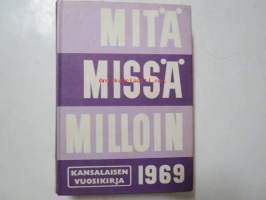 MITÄ
MISSÄ
MILLOIN
KANSALAISEN
VUOSIKIRJA
1969